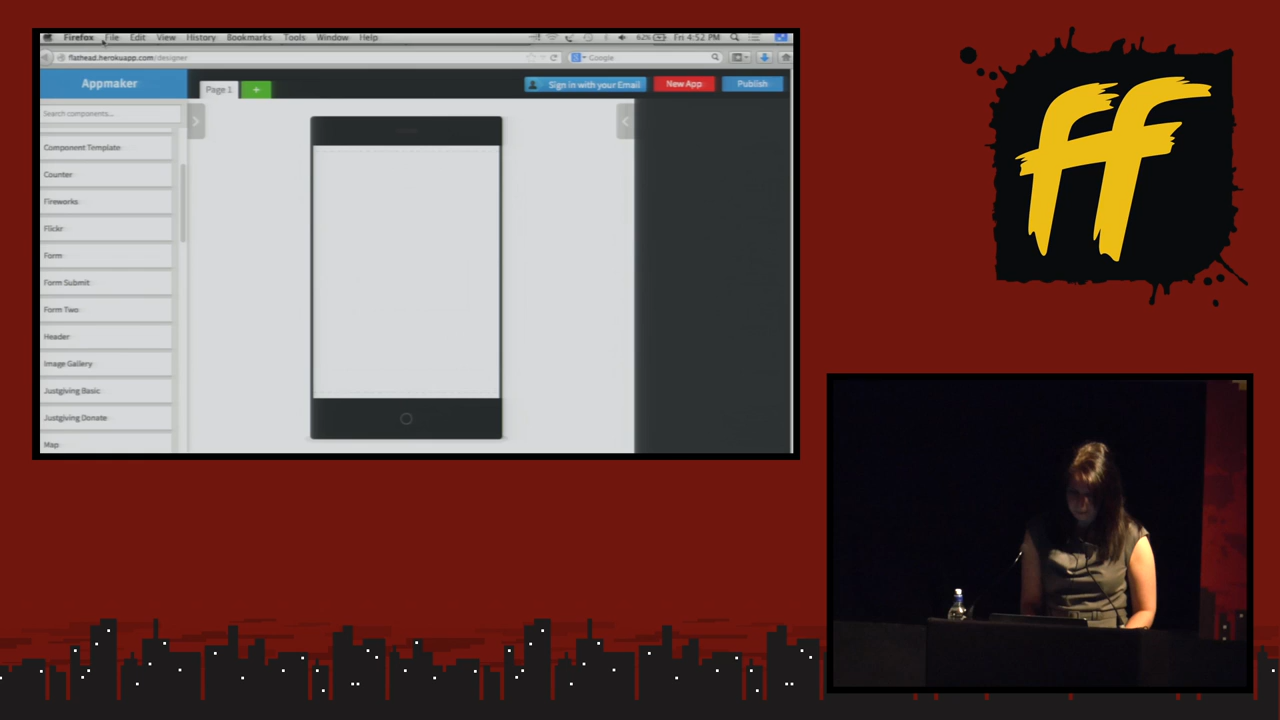 Firefox File Edit View History Bookmarks Tools Window Help 62% Fri 4:52 PM
flathead.herokuapp.com/designer Google
Appmaker Page 1 + Sign in with your Email New App Publish
Search components...
Component Template
Counter
Fireworks
Flickr
Form
Form Submit
Form Two
Header
Image Gallery
Justgiving Basic
Justgiving Donate
Map
ff